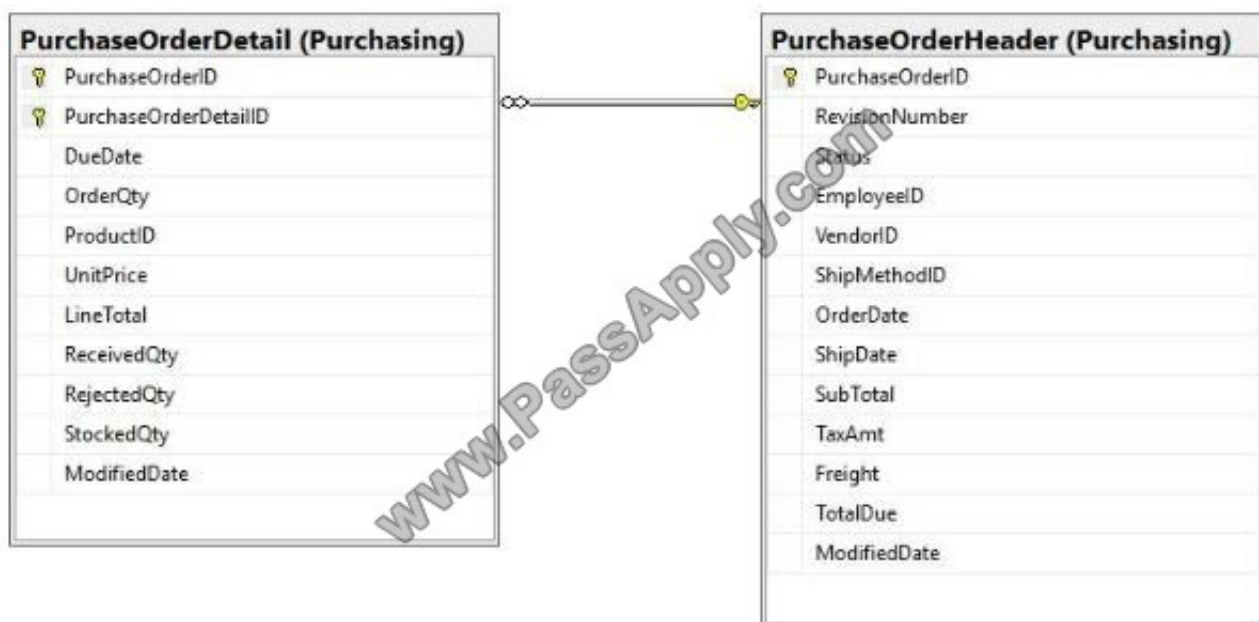 PurchaseOrderDetail (Purchasing)
PurchaseOrderID
PurchaseOrderDetailID
DueDate
OrderQty
ProductID
UnitPrice
LineTotal
ReceivedQty
RejectedQty
StockedQty
ModifiedDate
PurchaseOrderHeader (Purchasing)
PurchaseOrderID
RevisionNumber
Status
EmployeeID
VendorID
ShipMethodID
OrderDate
ShipDate
SubTotal
TaxAmt
Freight
TotalDue
ModifiedDate
www.PassApply.com